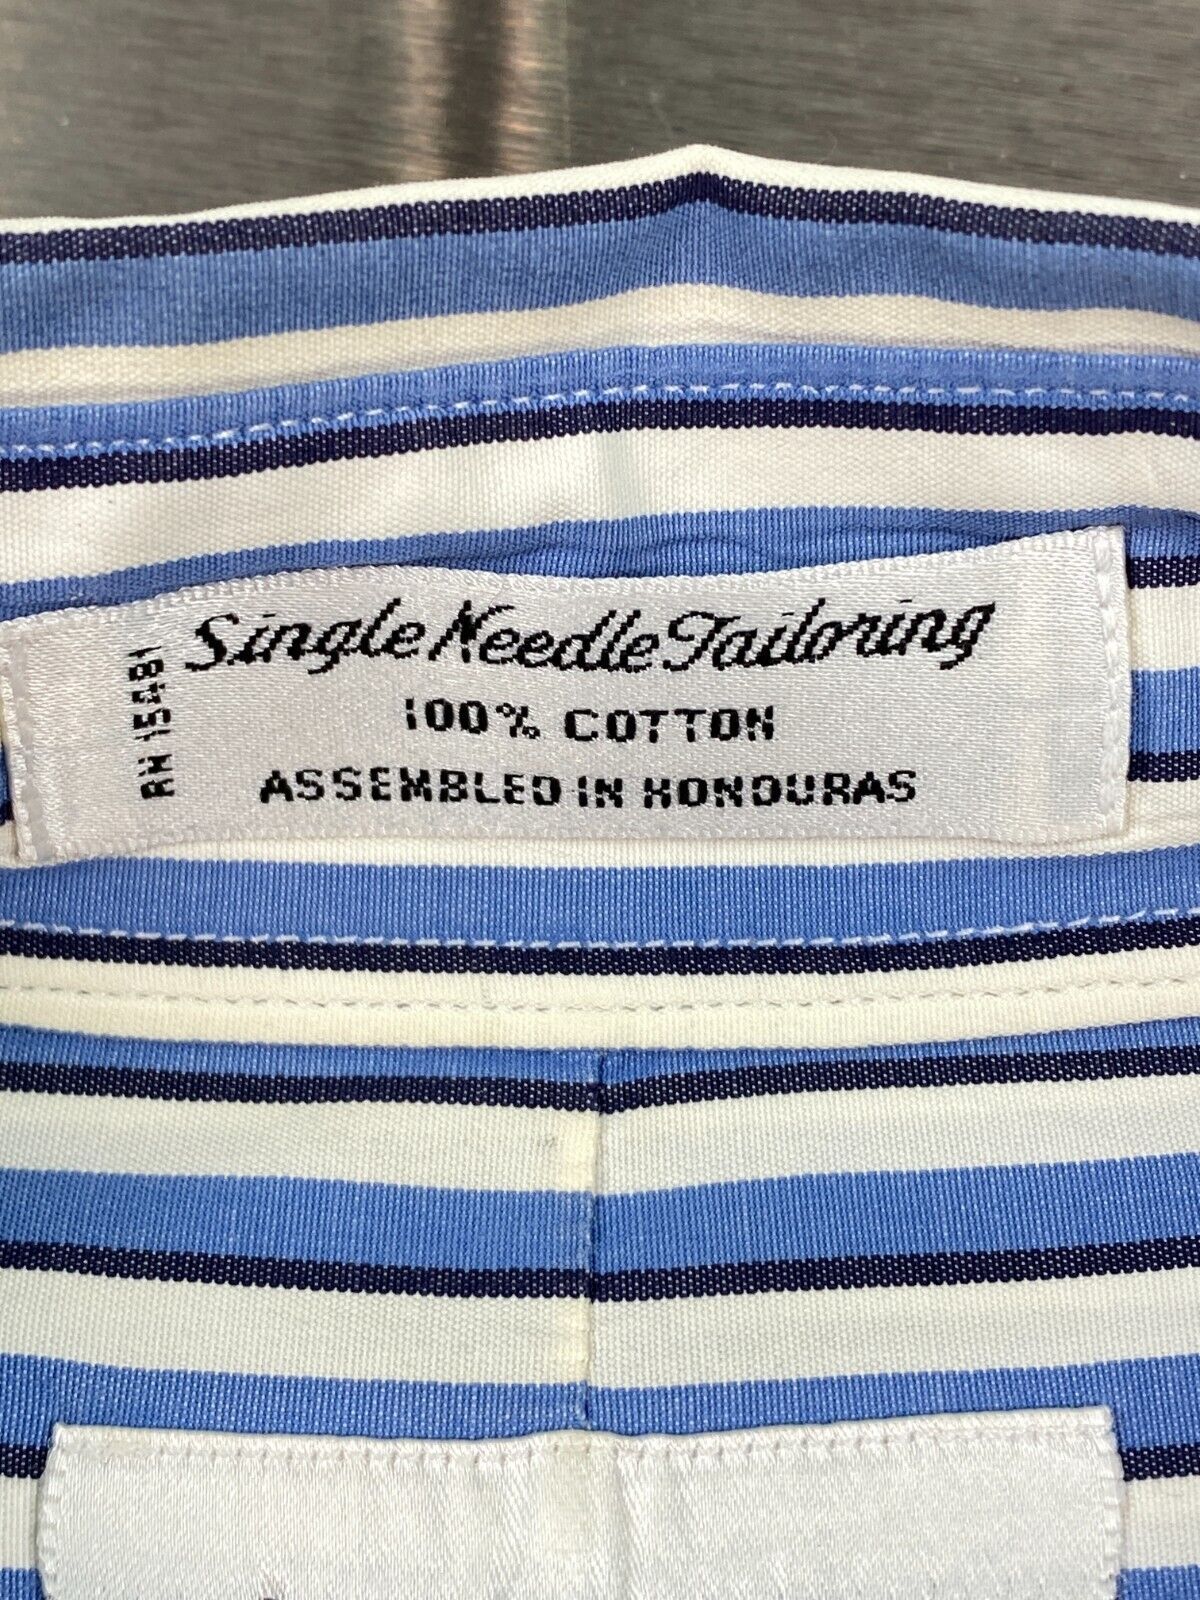 Single Needle Tailoring
100% COTTON
ASSEMBLED IN HONDURAS
RN 15481